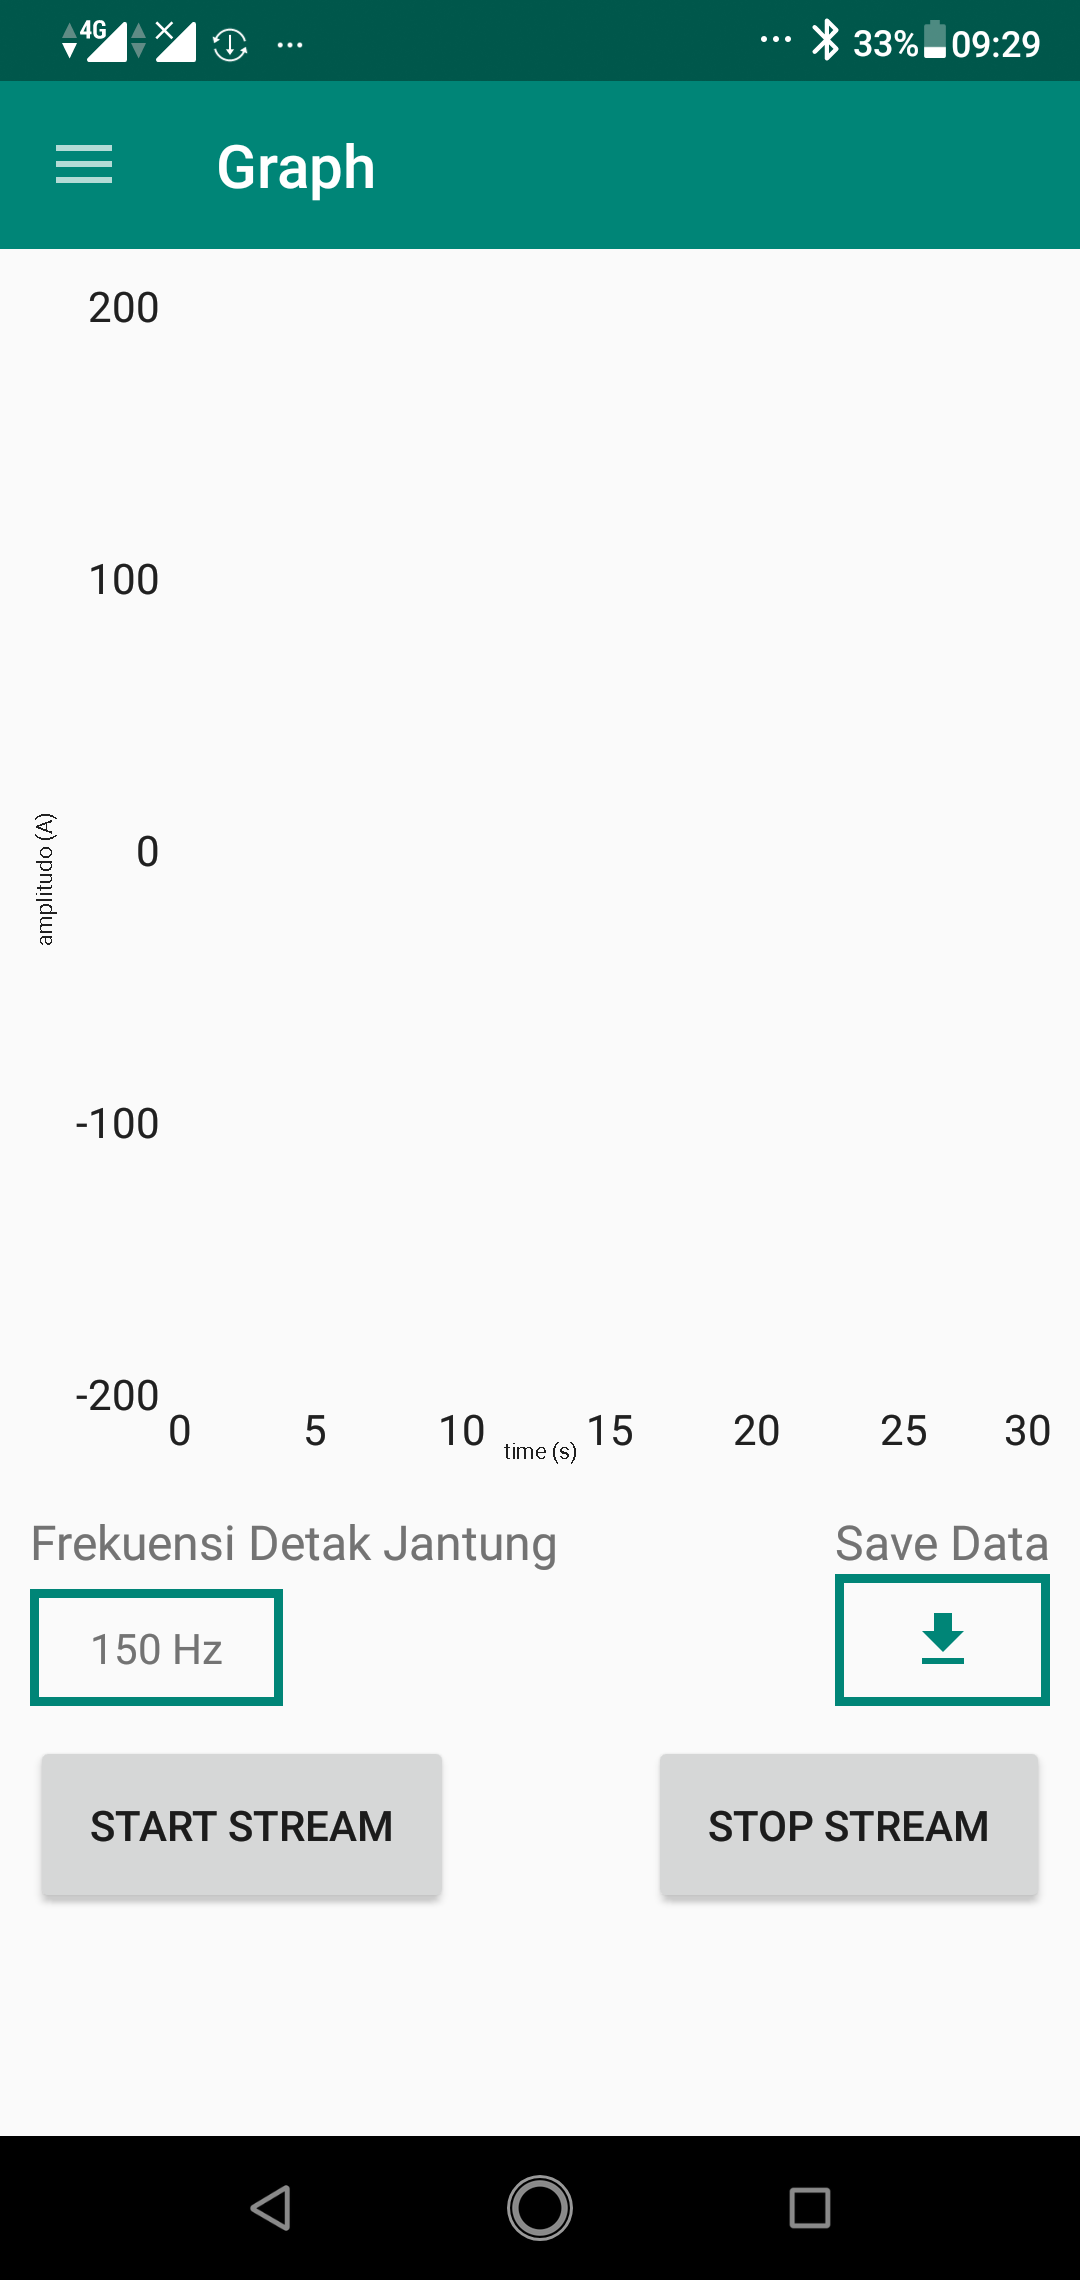 4G 33% 09:29
Graph
200
100
0
amplitudo (A)
-100
-200
0 5 10 15 20 25 30
time (s)
Frekuensi Detak Jantung Save Data
150 Hz
START STREAM STOP STREAM